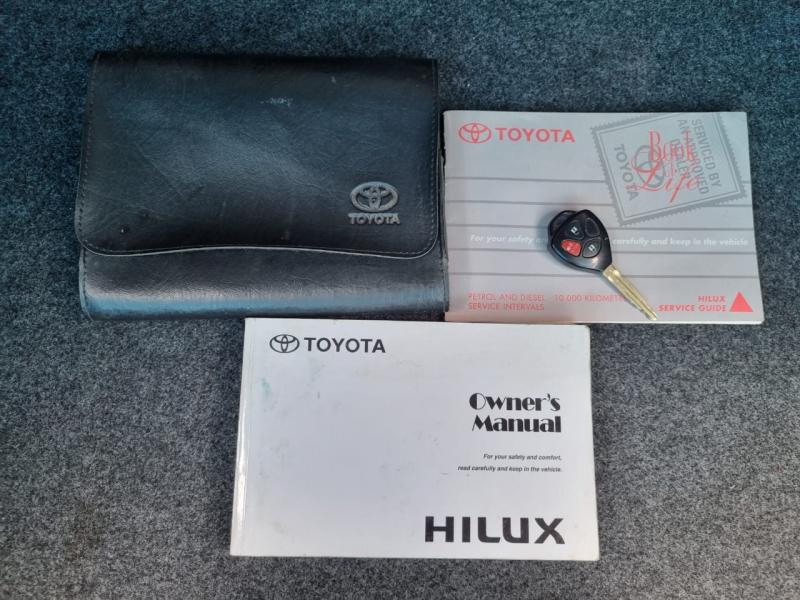 TOYOTA
TOYOTA
SERVICED BY
AN APPROVED
DEALER
TOYOTA
Book
Life
For your safety an
carefully and keep in the vehicle
PETROL AND DIESEL 10 000 KILOMETE
SERVICE INTERVALS
HILUX
SERVICE GUIDE
TOYOTA
Owner's
Manual
For your safety and comfort,
read carefully and keep in the vehicle.
HILUX